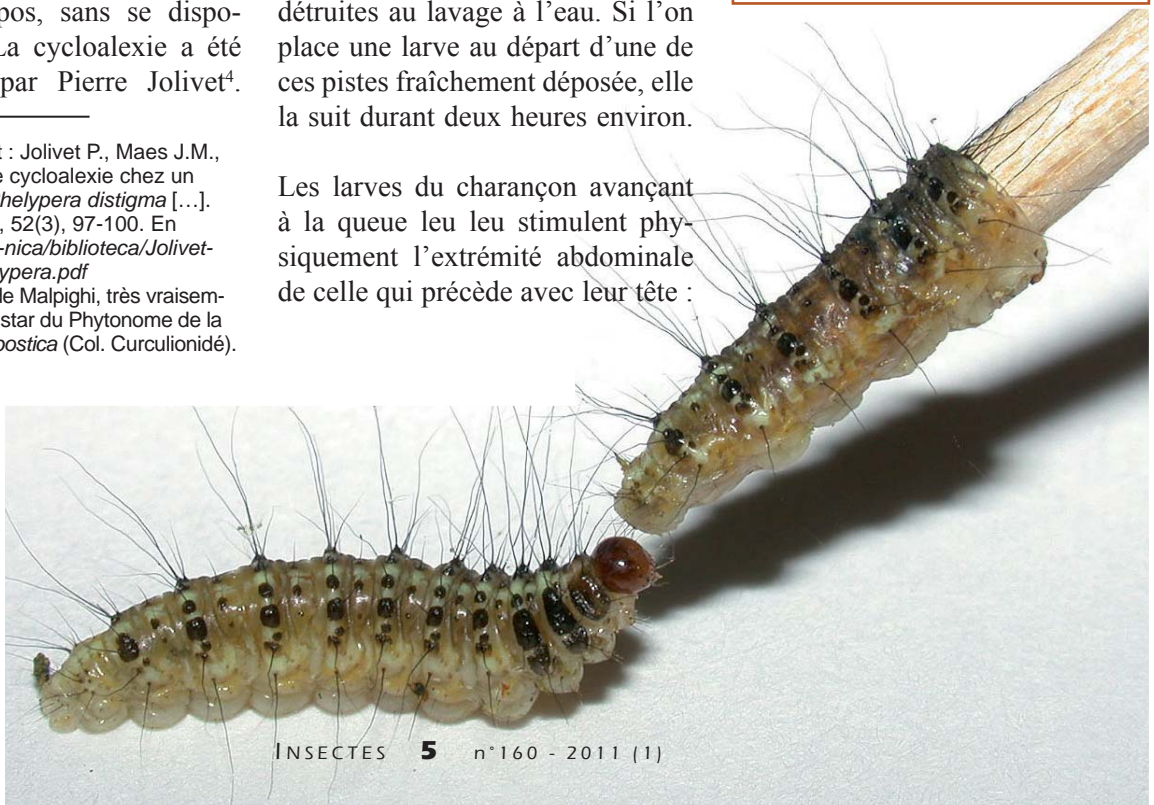 pos, sans se dispo-
La cycloalexie a été
par Pierre Jolivet⁴.
t : Jolivet P., Maes J.M.,
e cycloalexie chez un
thelypera distigma […].
, 52(3), 97-100. En
-nica/biblioteca/Jolivet-
ypera.pdf
de Malpighi, très vraisem-
star du Phytonome de la
postica (Col. Curculionidé).
détruites au lavage à l’eau. Si l’on
place une larve au départ d’une de
ces pistes fraîchement déposée, elle
la suit durant deux heures environ.
Les larves du charançon avançant
à la queue leu leu stimulent phy-
siquement l’extrémité abdominale
de celle qui précède avec leur tête :
INSECTES 5 n°160 - 2011 (1)